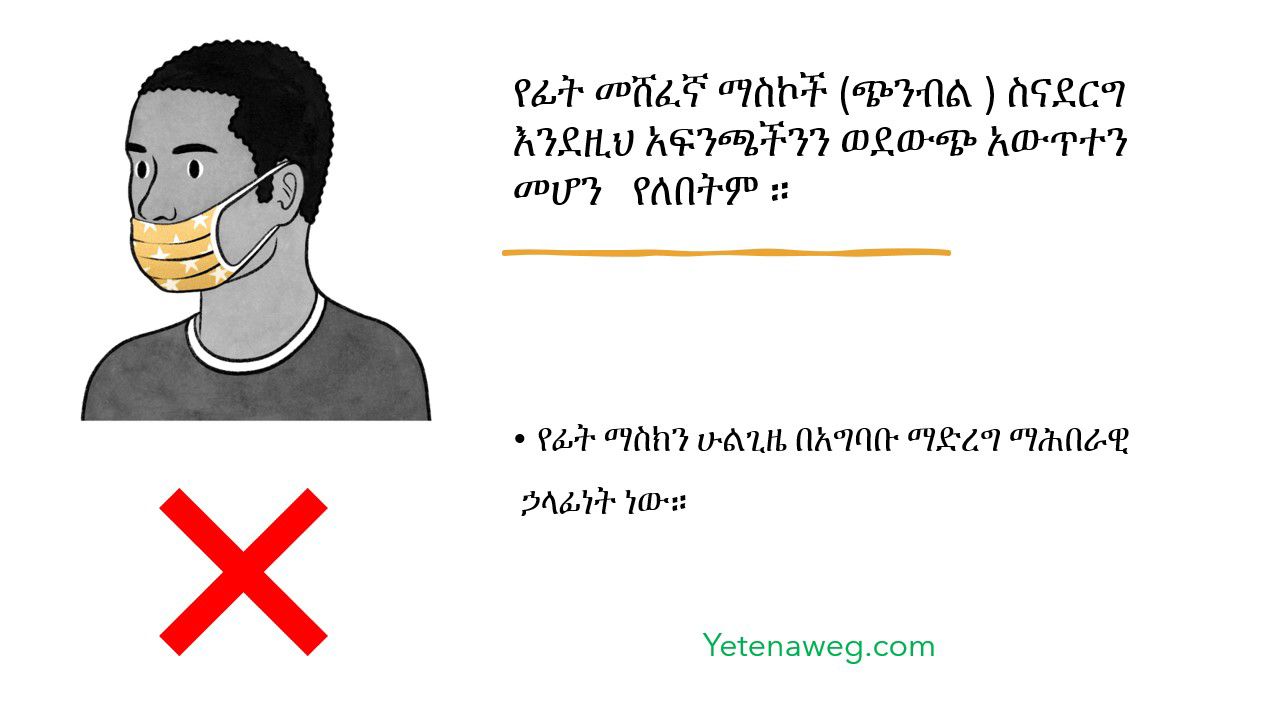 የፊት መሸፈኛ ማስኮች (ጭንብል ) ስናደርግ
እንደዚህ አፍንጫችንን ወደውጭ አውጥተን
መሆን የለበትም ።
• የፊት ማስክን ሁልጊዜ በአግባቡ ማድረግ ማሕበራዊ
ኃላፊነት ነው።
Yetenaweg.com